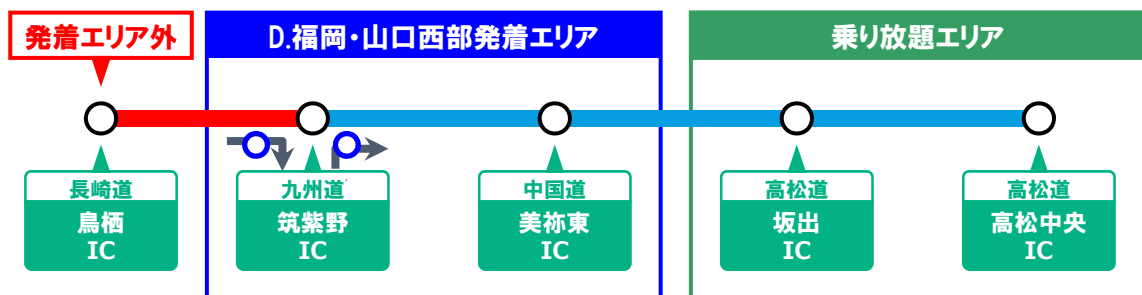 発着エリア外
D.福岡・山口西部発着エリア
乗り放題エリア
長崎道
鳥栖
IC
九州道
筑紫野
IC
中国道
美祢東
IC
高松道
坂出
IC
高松道
高松中央
IC